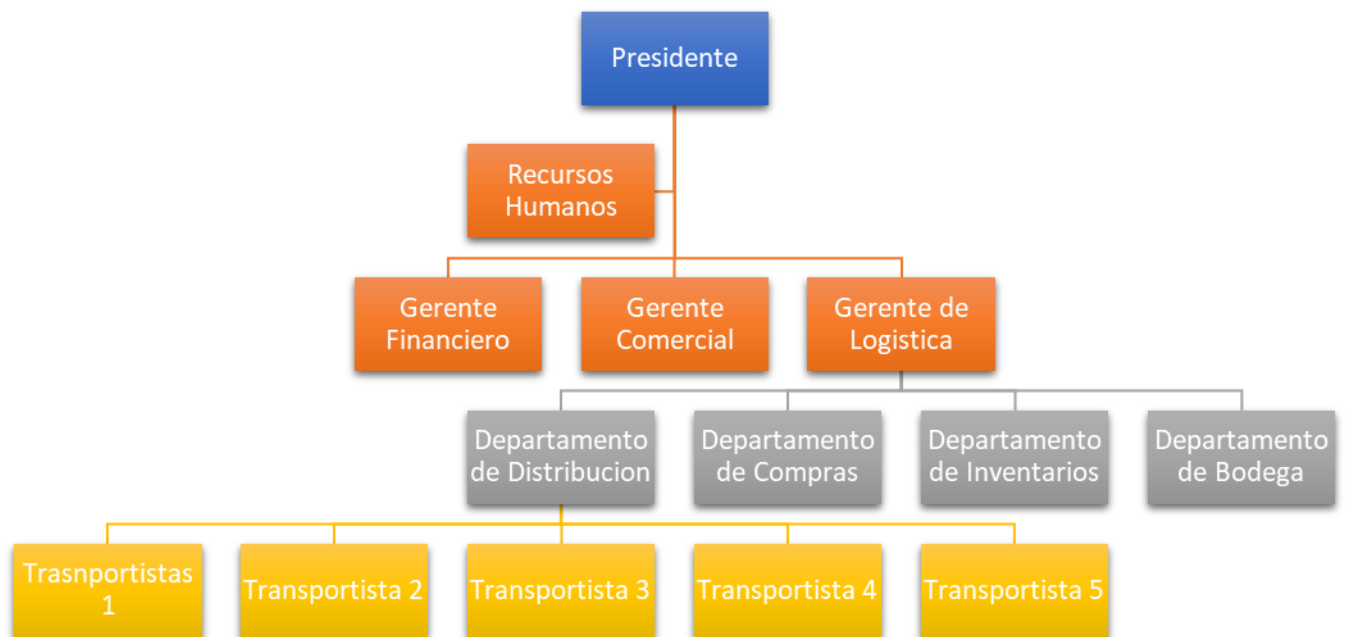 Presidente
Recursos
Humanos
Gerente
Financiero
Gerente
Comercial
Gerente de
Logistica
Departamento
de Distribucion
Departamento
de Compras
Departamento
de Inventarios
Departamento
de Bodega
Trasnportistas
1
Transportista 2
Transportista 3
Transportista 4
Transportista 5